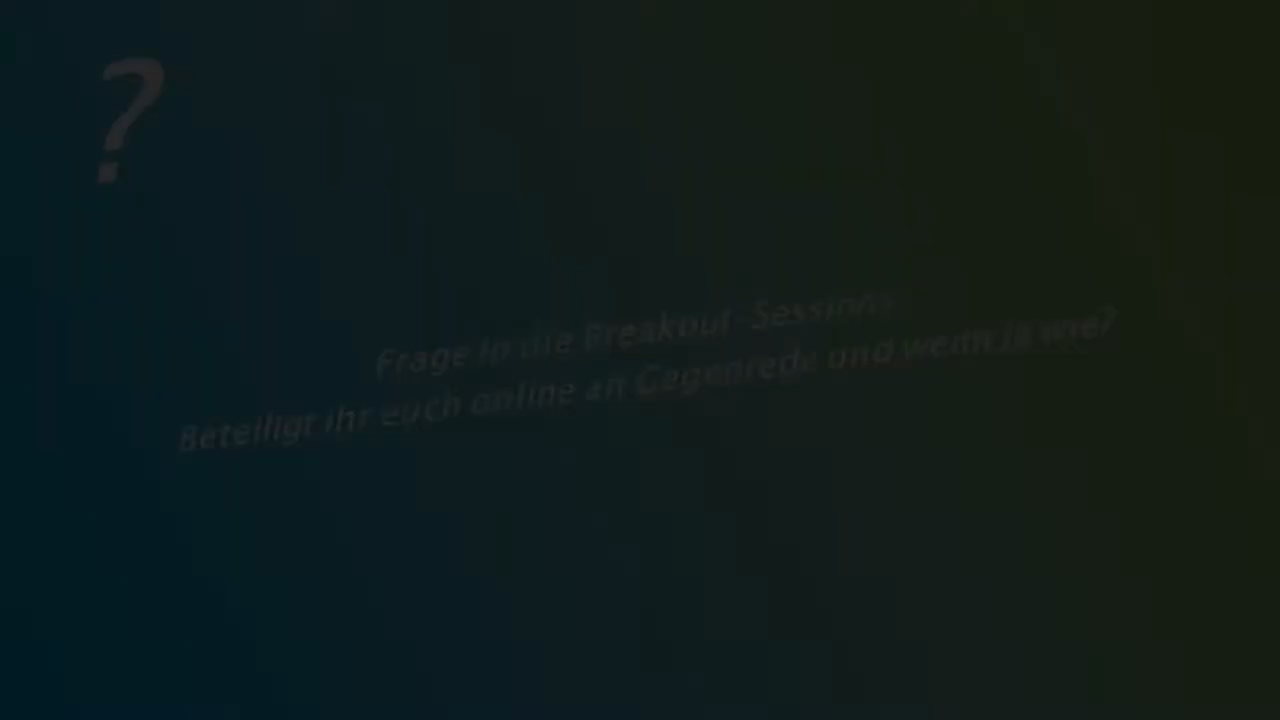 ?
Frage in die Breakout-Sessions:
Beteiligt ihr euch online an Gegenrede und wenn ja wie?